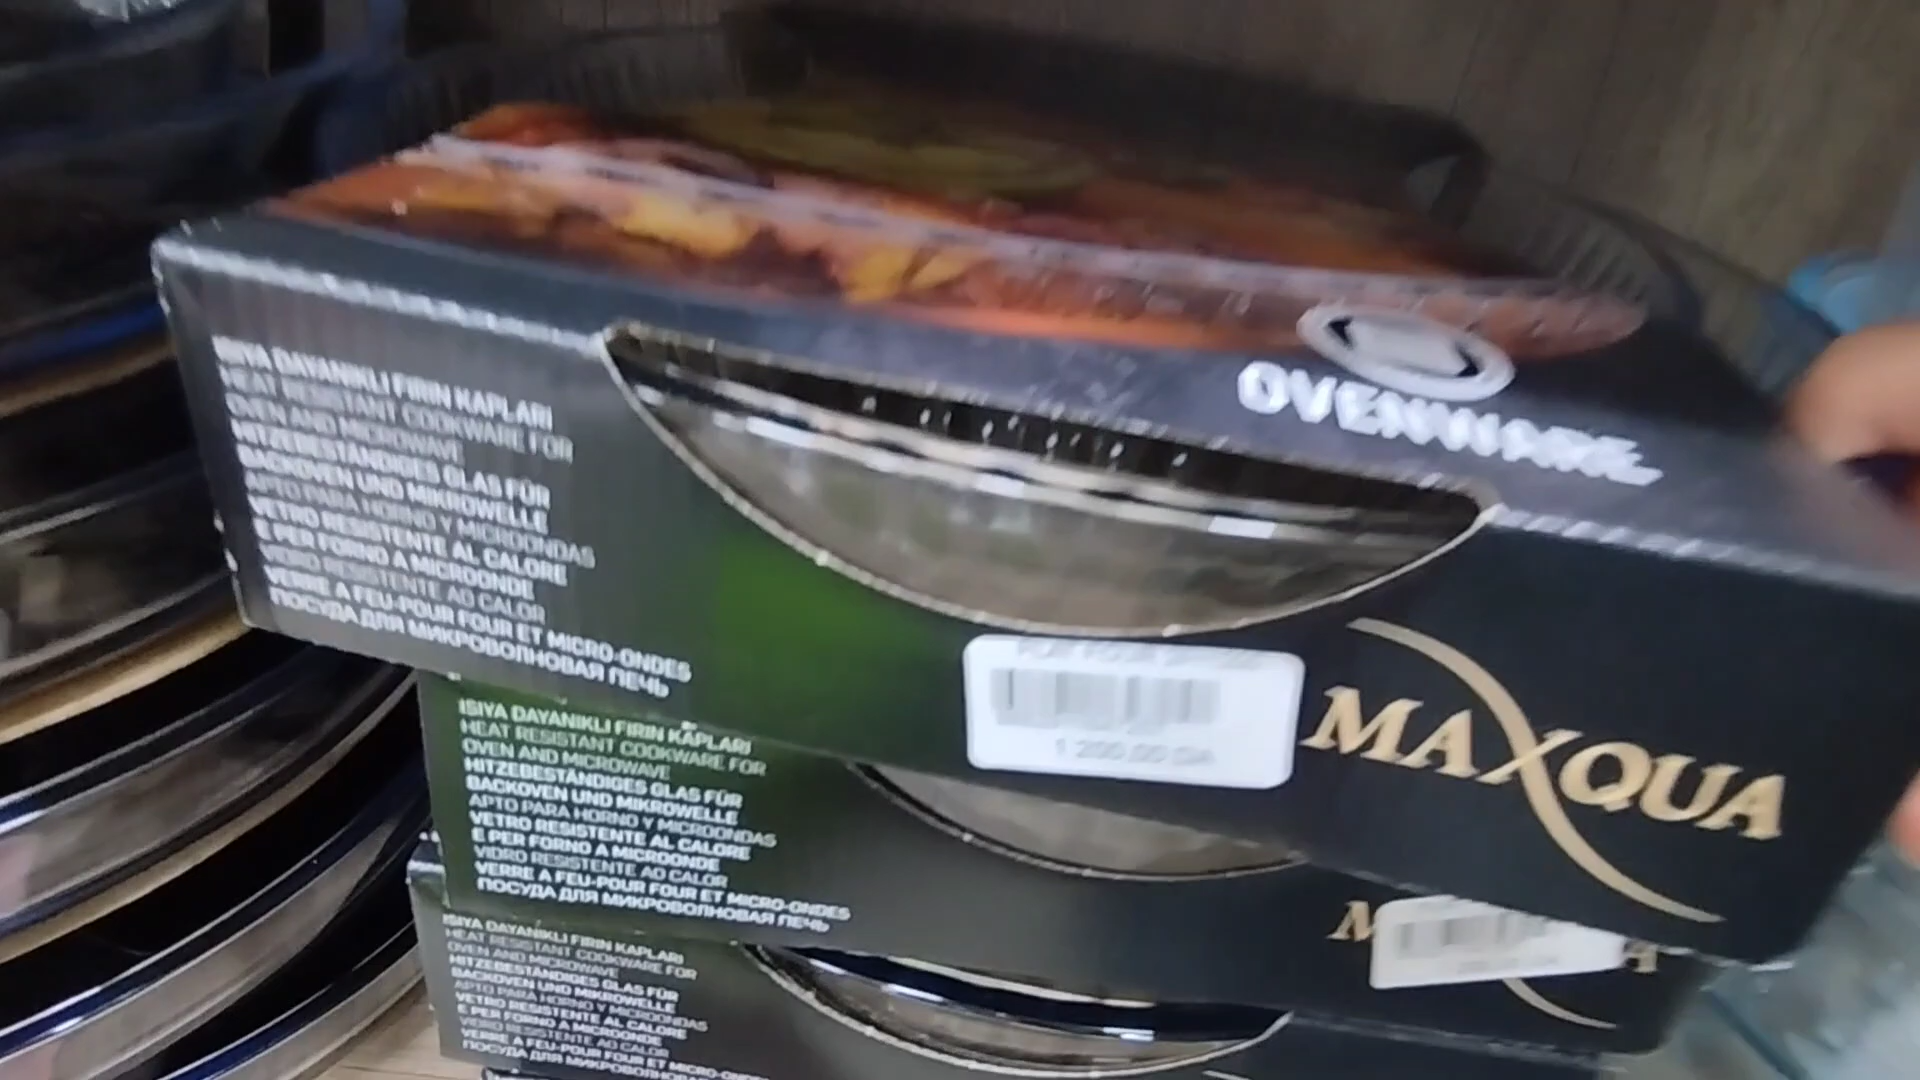 OVENWARE
ISIYA DAYANIKLI FIRIN KAPLARI
HEAT RESISTANT COOKWARE FOR
OVEN AND MICROWAVE
HITZEBESTÄNDIGES GLAS FÜR
BACKOVEN UND MIKROWELLE
APTO PARA HORNO Y MICROONDAS
VETRO RESISTENTE AL CALORE
E PER FORNO A MICROONDE
VIDRO RESISTENTE AO CALOR
VERRE A FEU-POUR FOUR ET MICRO-ONDES
ПОСУДА ДЛЯ МИКРОВОЛНОВАЯ ПЕЧЬ
1 200.00 DA
MAXQUA
ISIYA DAYANIKLI FIRIN KAPLARI
HEAT RESISTANT COOKWARE FOR
OVEN AND MICROWAVE
HITZEBESTÄNDIGES GLAS FÜR
BACKOVEN UND MIKROWELLE
APTO PARA HORNO Y MICROONDAS
VETRO RESISTENTE AL CALORE
E PER FORNO A MICROONDE
VIDRO RESISTENTE AO CALOR
VERRE A FEU-POUR FOUR ET MICRO-ONDES
ПОСУДА ДЛЯ МИКРОВОЛНОВАЯ ПЕЧЬ
ISIYA DAYANIKLI FIRIN KAPLARI
HEAT RESISTANT COOKWARE FOR
OVEN AND MICROWAVE
HITZEBESTÄNDIGES GLAS FÜR
BACKOVEN UND MIKROWELLE
APTO PARA HORNO Y MICROONDAS
VETRO RESISTENTE AL CALORE
E PER FORNO A MICROONDE
VIDRO RESISTENTE AO CALOR
VERRE A FEU-POUR FOUR ET MICRO-ONDES
ПОСУДА ДЛЯ